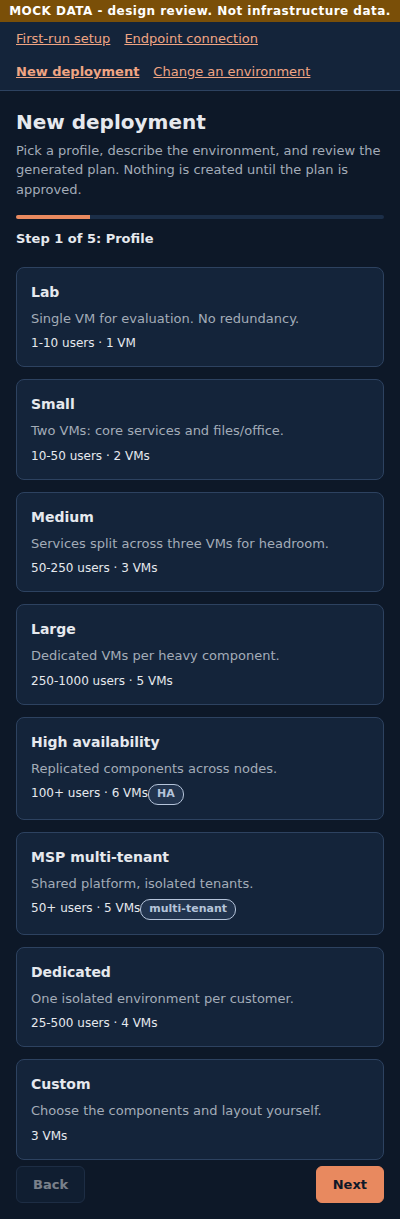 MOCK DATA - design review. Not infrastructure data.
First-run setup Endpoint connection
New deployment Change an environment
New deployment
Pick a profile, describe the environment, and review the
generated plan. Nothing is created until the plan is
approved.
Step 1 of 5: Profile
Lab
Single VM for evaluation. No redundancy.
1-10 users · 1 VM
Small
Two VMs: core services and files/office.
10-50 users · 2 VMs
Medium
Services split across three VMs for headroom.
50-250 users · 3 VMs
Large
Dedicated VMs per heavy component.
250-1000 users · 5 VMs
High availability
Replicated components across nodes.
100+ users · 6 VMs HA
MSP multi-tenant
Shared platform, isolated tenants.
50+ users · 5 VMs multi-tenant
Dedicated
One isolated environment per customer.
25-500 users · 4 VMs
Custom
Choose the components and layout yourself.
3 VMs
Back Next